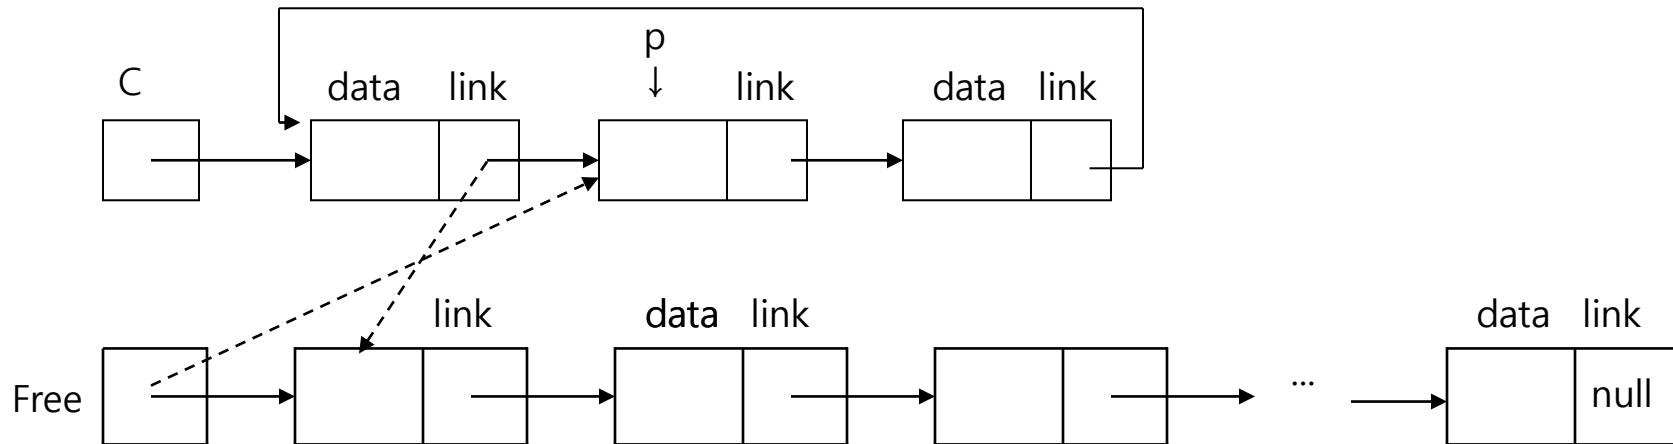 p
C
↓
data link link data link
link data link data link
Free ... null